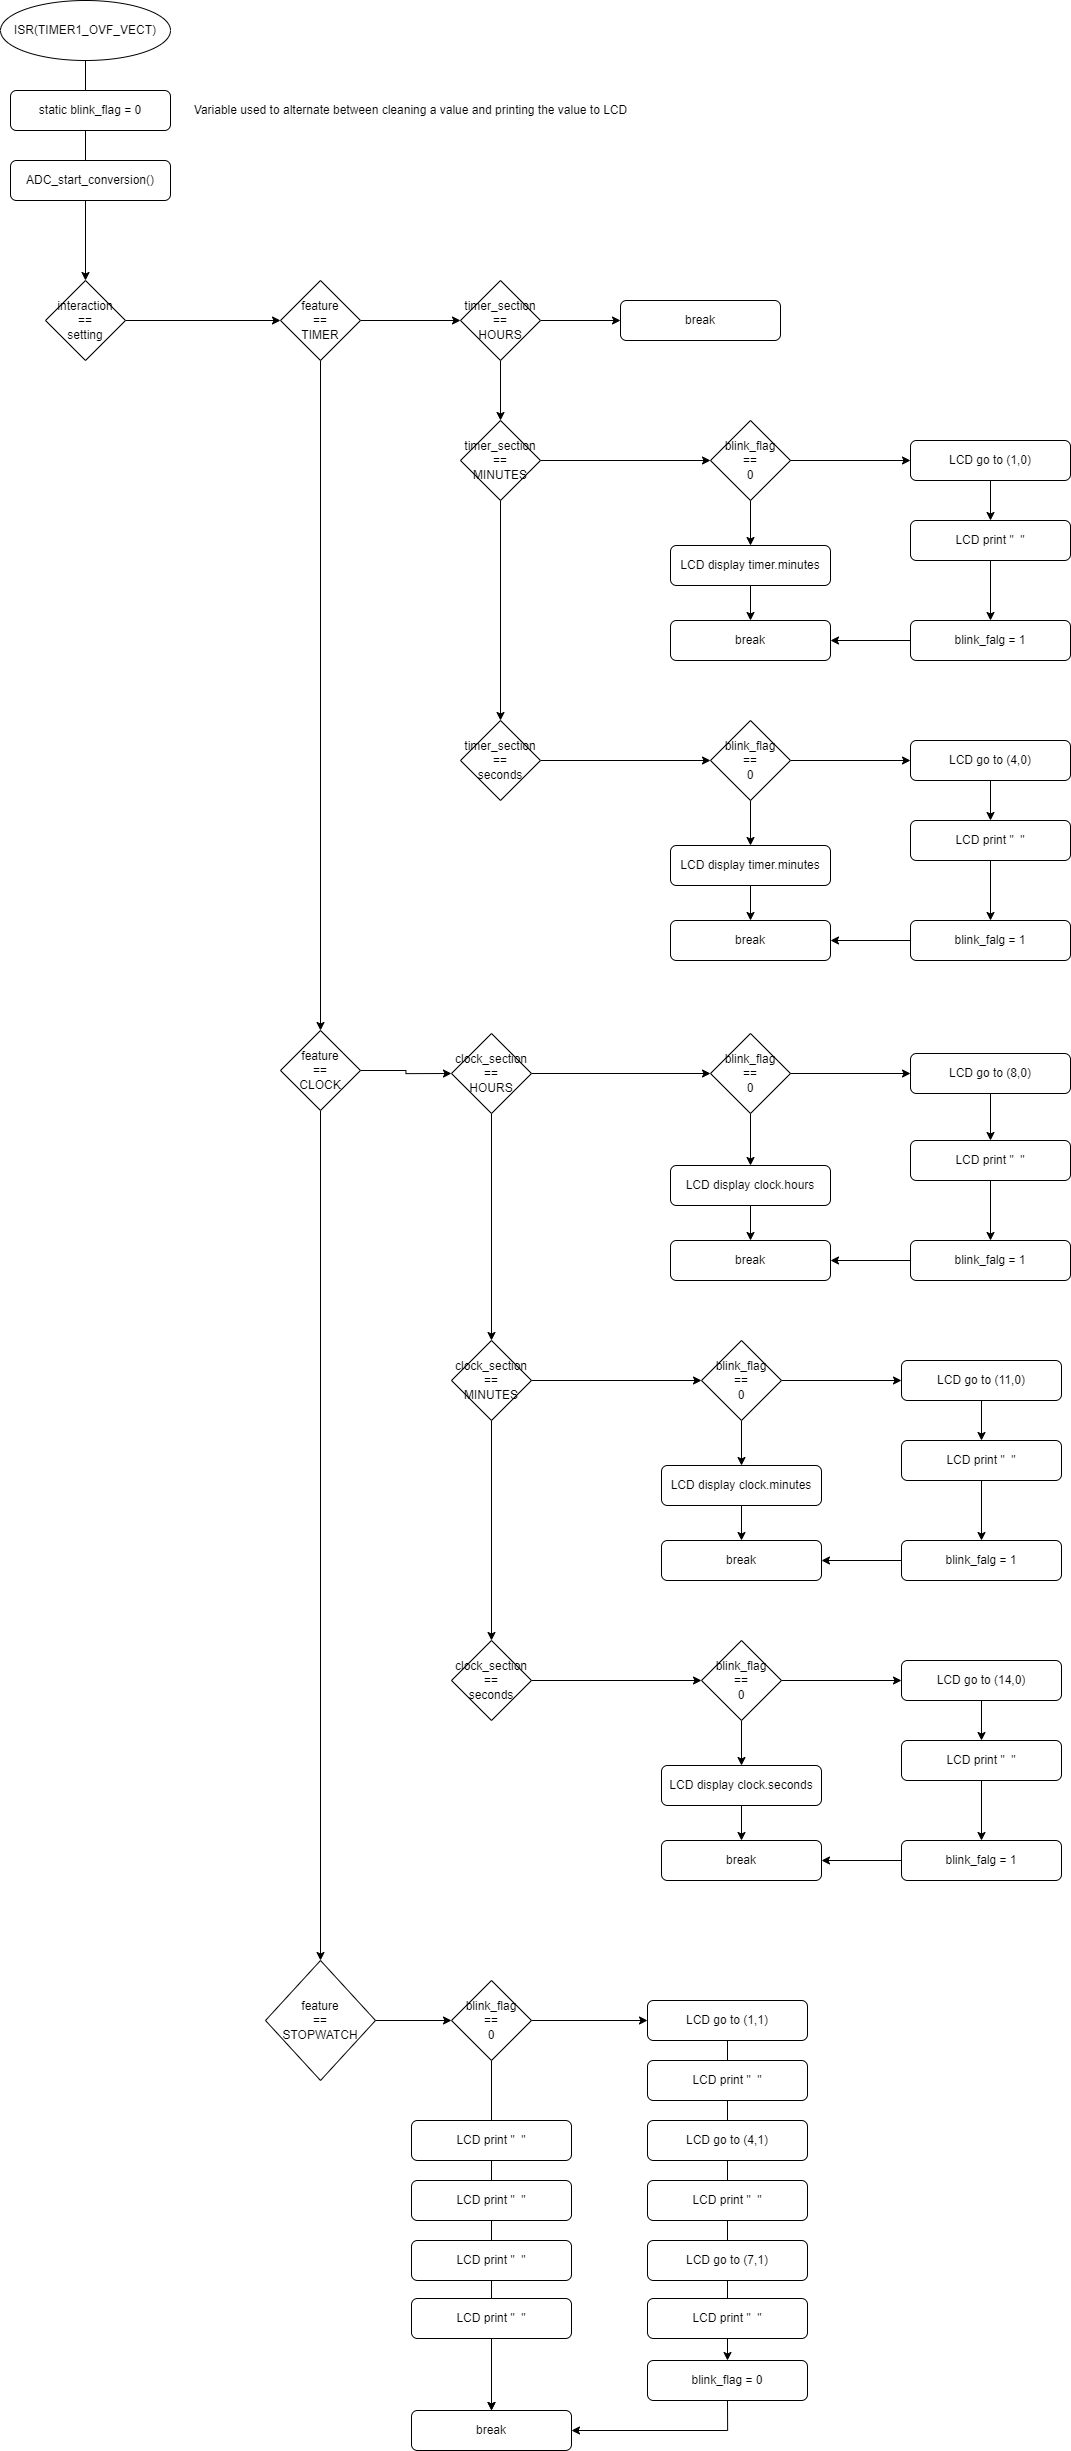 ISR(TIMER1_OVF_VECT)
static blink_flag = 0
Variable used to alternate between cleaning a value and printing the value to LCD
ADC_start_conversion()
interaction
==
setting
feature
==
TIMER
timer_section
==
HOURS
break
timer_section
==
MINUTES
blink_flag
==
0
LCD go to (1,0)
LCD print "  "
LCD display timer.minutes
break
blink_falg = 1
timer_section
==
seconds
blink_flag
==
0
LCD go to (4,0)
LCD print "  "
LCD display timer.minutes
break
blink_falg = 1
feature
==
CLOCK
clock_section
==
HOURS
blink_flag
==
0
LCD go to (8,0)
LCD print "  "
LCD display clock.hours
break
blink_falg = 1
clock_section
==
MINUTES
blink_flag
==
0
LCD go to (11,0)
LCD print "  "
LCD display clock.minutes
break
blink_falg = 1
clock_section
==
seconds
blink_flag
==
0
LCD go to (14,0)
LCD print "  "
LCD display clock.seconds
break
blink_falg = 1
feature
==
STOPWATCH
blink_flag
==
0
LCD go to (1,1)
LCD print "  "
LCD print "  "
LCD go to (4,1)
LCD print "  "
LCD print "  "
LCD print "  "
LCD go to (7,1)
LCD print "  "
LCD print "  "
blink_flag = 0
break